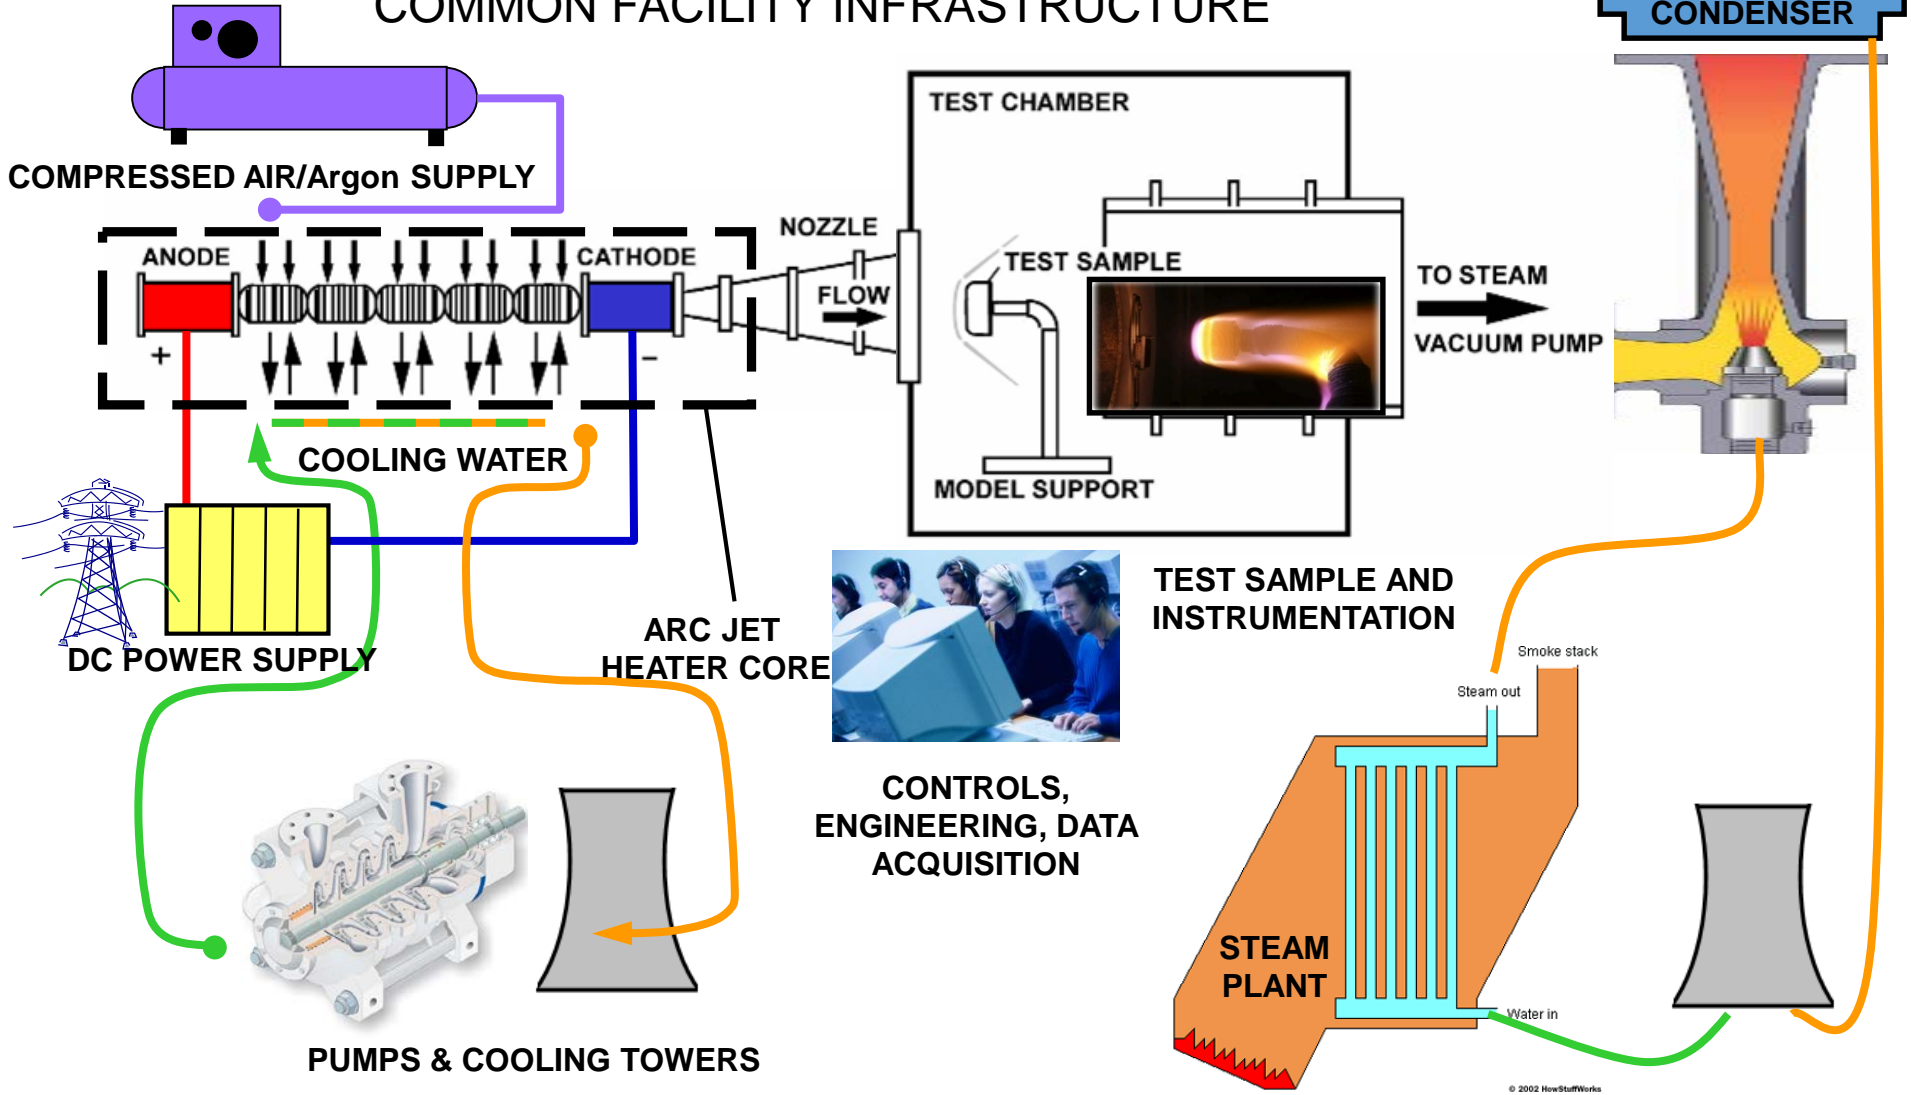 COMMON FACILITY INFRASTRUCTURE
CONDENSER
TEST CHAMBER
COMPRESSED AIR/Argon SUPPLY
NOZZLE
ANODE
CATHODE
TEST SAMPLE
FLOW
TO STEAM
VACUUM PUMP
+
−
COOLING WATER
MODEL SUPPORT
TEST SAMPLE AND
INSTRUMENTATION
ARC JET
HEATER CORE
DC POWER SUPPLY
Smoke stack
Steam out
CONTROLS,
ENGINEERING, DATA
ACQUISITION
STEAM
PLANT
Water in
PUMPS & COOLING TOWERS
© 2002 HowStuffWorks